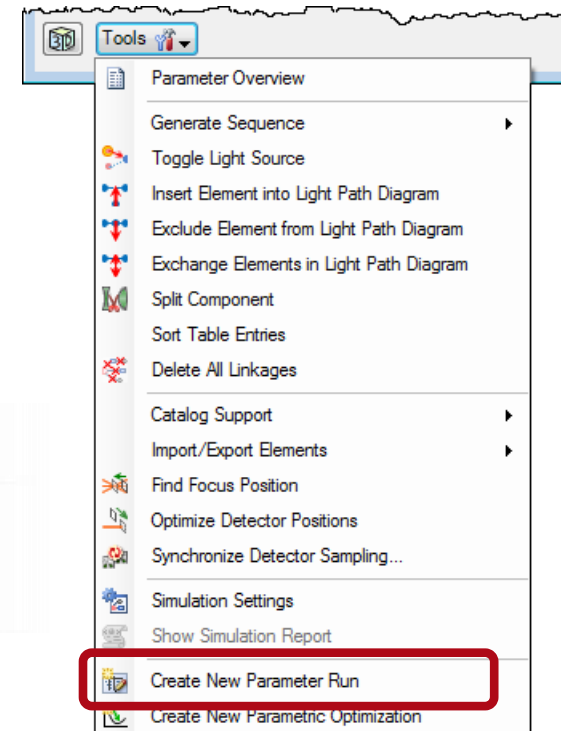 3D
Tools
Parameter Overview
Generate Sequence
Toggle Light Source
Insert Element into Light Path Diagram
Exclude Element from Light Path Diagram
Exchange Elements in Light Path Diagram
Split Component
Sort Table Entries
Delete All Linkages
Catalog Support
Import/Export Elements
Find Focus Position
Optimize Detector Positions
Synchronize Detector Sampling...
Simulation Settings
Show Simulation Report
Create New Parameter Run
Create New Parametric Optimization